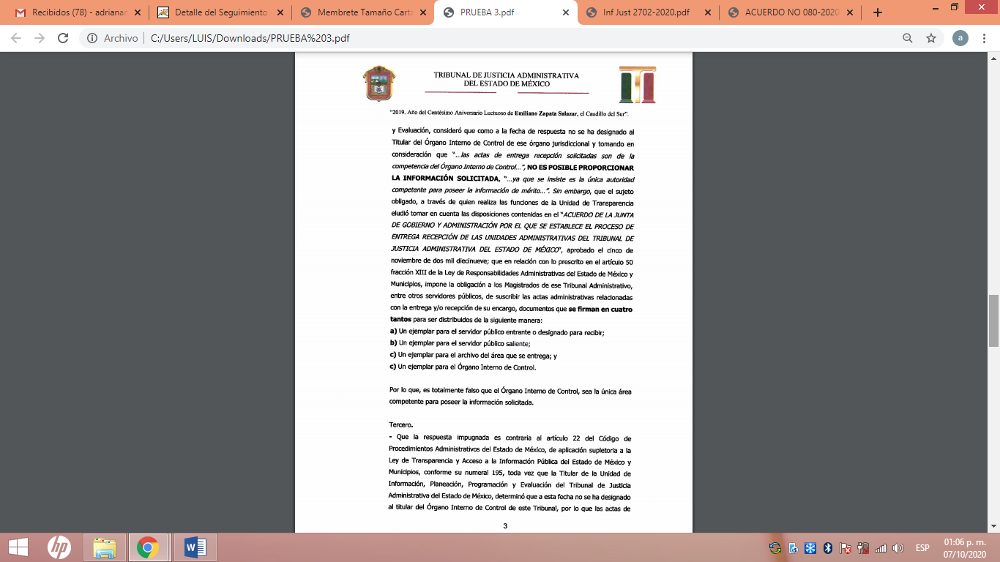 Recibidos (78) - adrianar
Detalle del Seguimiento
Membrete Tamaño Carta
PRUEBA 3.pdf
Inf Just 2702-2020.pdf
ACUERDO NO 080-2020
Archivo
C:/Users/LUIS/Downloads/PRUEBA%203.pdf
a
TRIBUNAL DE JUSTICIA ADMINISTRATIVA
DEL ESTADO DE MÉXICO
"2019. Año del Centésimo Aniversario Luctuoso de Emiliano Zapata Salazar, el Caudillo del Sur".
y Evaluación, consideró que como a la fecha de respuesta no se ha designado al
Titular del Órgano Interno de Control de ese órgano jurisdiccional y tomando en
consideración que "...las actas de entrega recepción solicitadas son de la
competencia del Órgano Interno de Control...", NO ES POSIBLE PROPORCIONAR
LA INFORMACIÓN SOLICITADA, "...ya que se insiste es la única autoridad
competente para poseer la información de mérito...". Sin embargo, que el sujeto
obligado, a través de quien realiza las funciones de la Unidad de Transparencia
eludió tomar en cuenta las disposiciones contenidas en el "ACUERDO DE LA JUNTA
DE GOBIERNO Y ADMINISTRACIÓN POR EL QUE SE ESTABLECE EL PROCESO DE
ENTREGA RECEPCIÓN DE LAS UNIDADES ADMINISTRATIVAS DEL TRIBUNAL DE
JUSTICIA ADMINISTRATIVA DEL ESTADO DE MÉXICO", aprobado el cinco de
noviembre de dos mil diecinueve; que en relación con lo prescrito en el artículo 50
fracción XIII de la Ley de Responsabilidades Administrativas del Estado de México y
Municipios, impone la obligación a los Magistrados de ese Tribunal Administrativo,
entre otros servidores públicos, de suscribir las actas administrativas relacionadas
con la entrega y/o recepción de su encargo, documentos que se firman en cuatro
tantos para ser distribuidos de la siguiente manera:
a) Un ejemplar para el servidor público entrante o designado para recibir;
b) Un ejemplar para el servidor público saliente;
c) Un ejemplar para el archivo del área que se entrega; y
c) Un ejemplar para el Órgano Interno de Control.
Por lo que, es totalmente falso que el Órgano Interno de Control, sea la única área
competente para poseer la información solicitada.
Tercero.
- Que la respuesta impugnada es contraria al artículo 22 del Código de
Procedimientos Administrativos del Estado de México, de aplicación supletoria a la
Ley de Transparencia y Acceso a la Información Pública del Estado de México y
Municipios, conforme su numeral 195, toda vez que la Titular de la Unidad de
Información, Planeación, Programación y Evaluación del Tribunal de Justicia
Administrativa del Estado de México, determinó que a esta fecha no se ha designado
al titular del Órgano Interno de Control de este Tribunal, por lo que las actas de
3
ESP
01:06 p. m.
07/10/2020